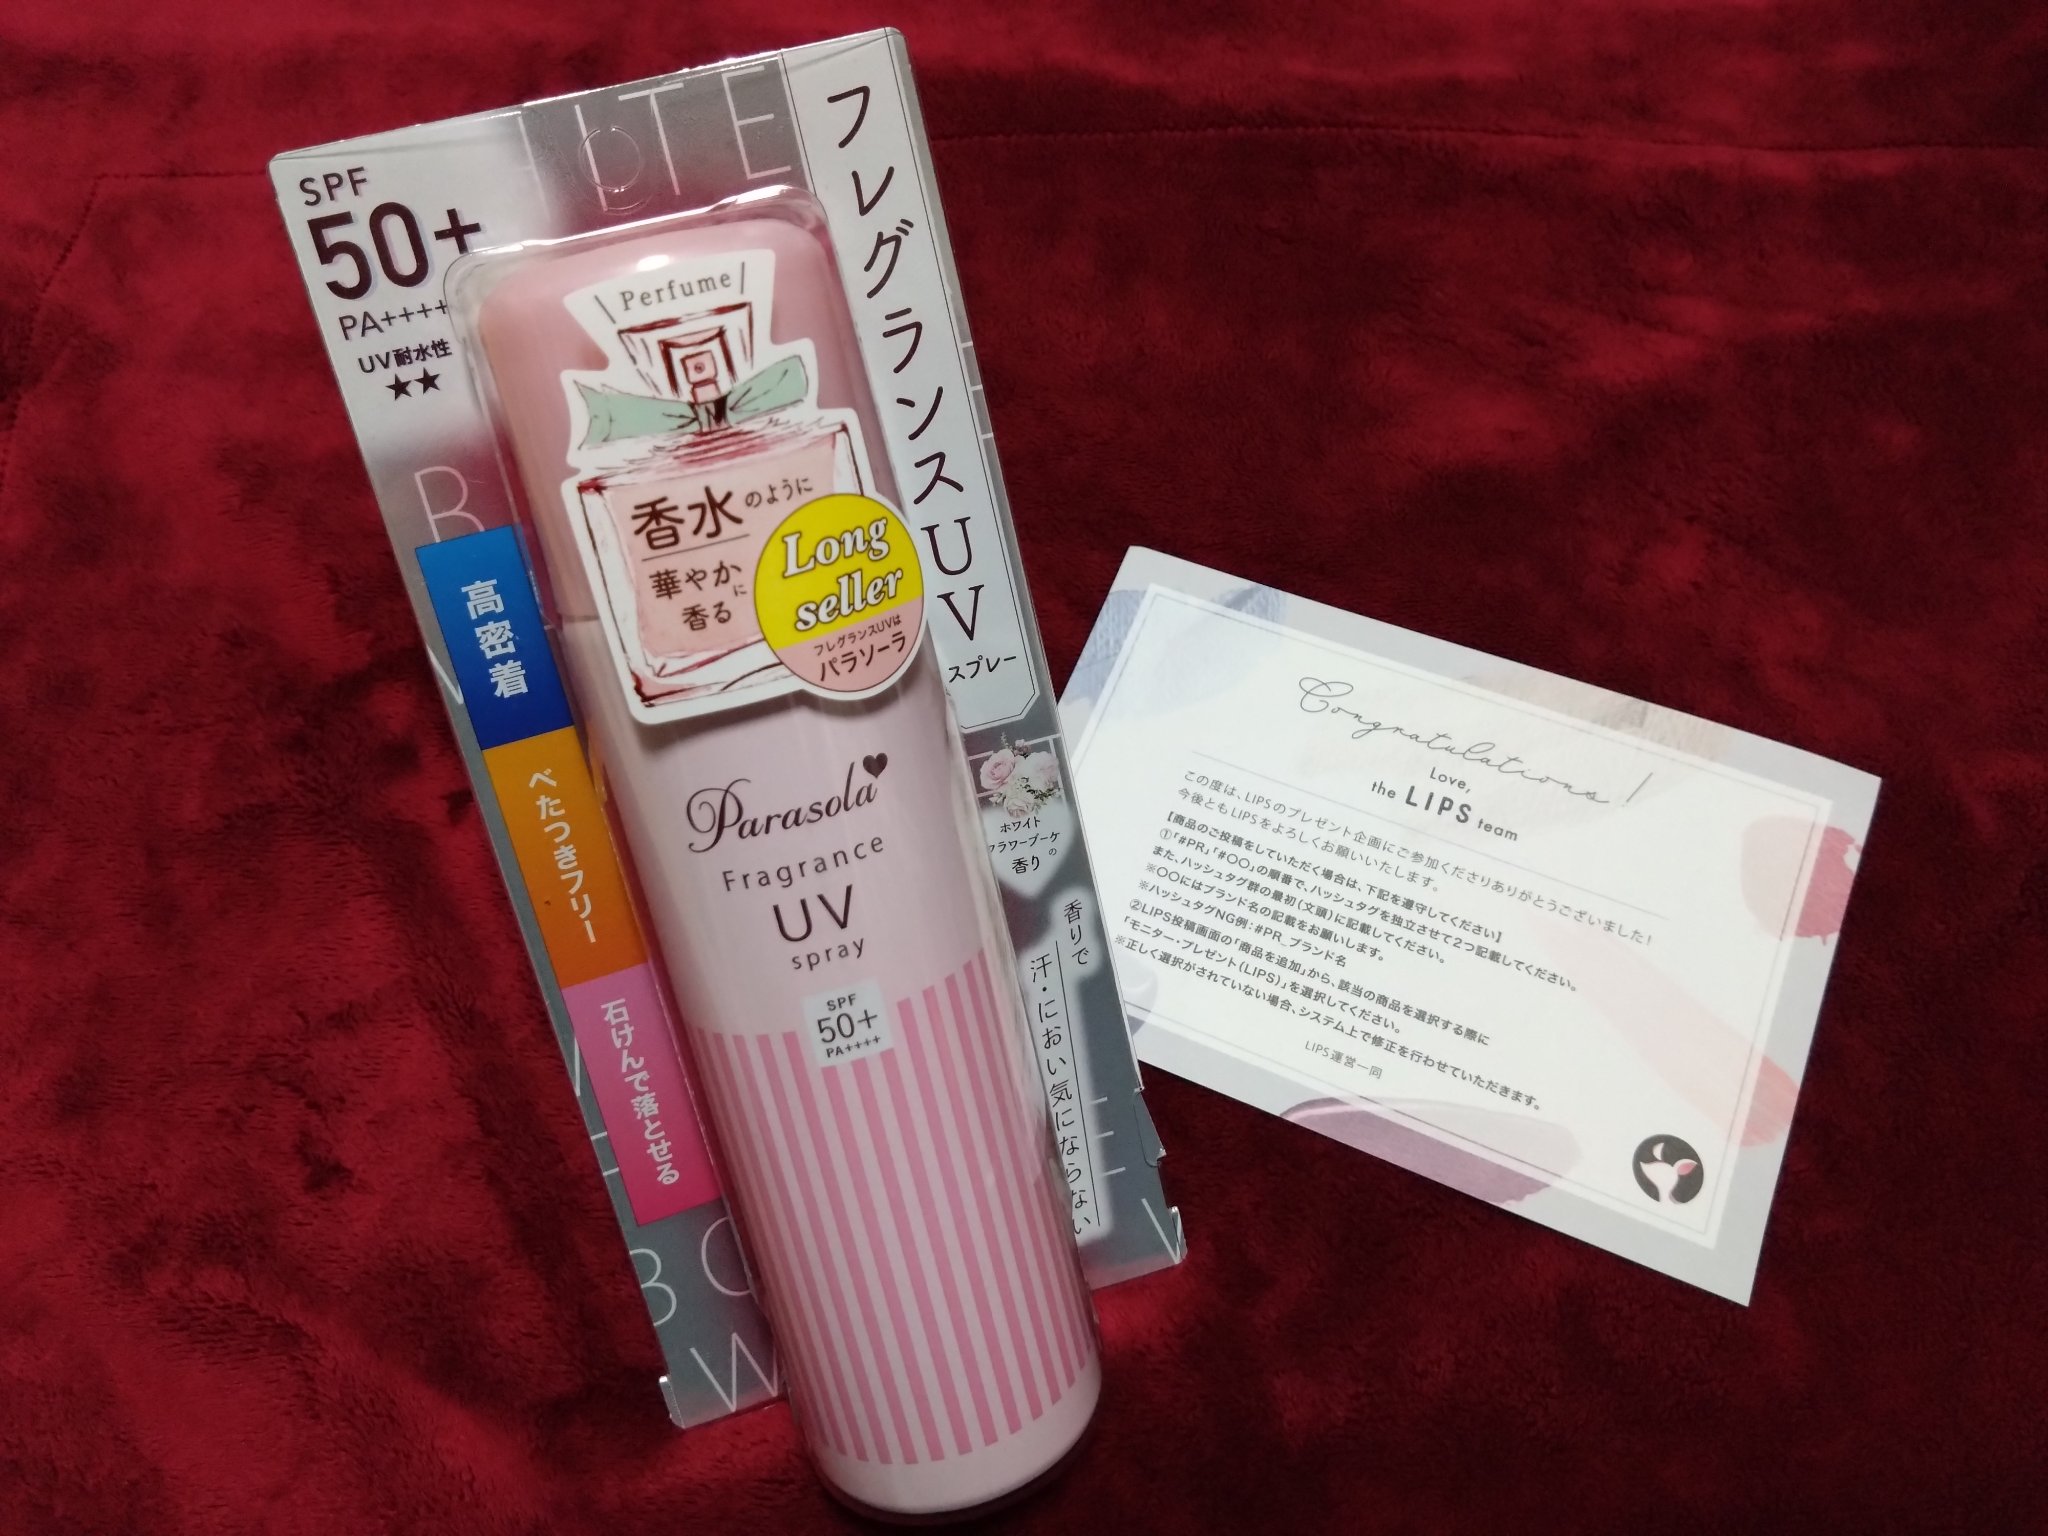 SPF
50+
PA++++
UV耐水性
★★
ITE
フレグランスUV
スプレー
\ Perfume /
香水のように
華やかに
香る
Long
seller
フレグランスUVは
パラソーラ
高密着
べたつきフリー
石けんで落とせる
Parasola
Fragrance
UV
spray
SPF
50+
PA++++
ホワイト
フラワーブーケの
香り
香りで
汗・におい気にならない
Congratulations!
Love,
the LIPS team
この度は、LIPSのプレゼント企画にご参加くださりありがとうございました!
今後ともLIPSをよろしくお願いいたします。
【商品のご投稿をしていただく場合は、下記を遵守してください】
①「#PR」「#〇〇」の順番で、ハッシュタグを独立させて2つ記載してください。
また、ハッシュタグ群の最初(文頭)に記載してください。
※〇〇にはブランド名の記載をお願いします。
※ハッシュタグNG例:#PR_ブランド名
②LIPS投稿画面の「商品を追加」から、該当の商品を選択する際に
「モニター・プレゼント(LIPS)」を選択してください。
※正しく選択がされていない場合、システム上で修正を行わせていただきます。
LIPS運営一同